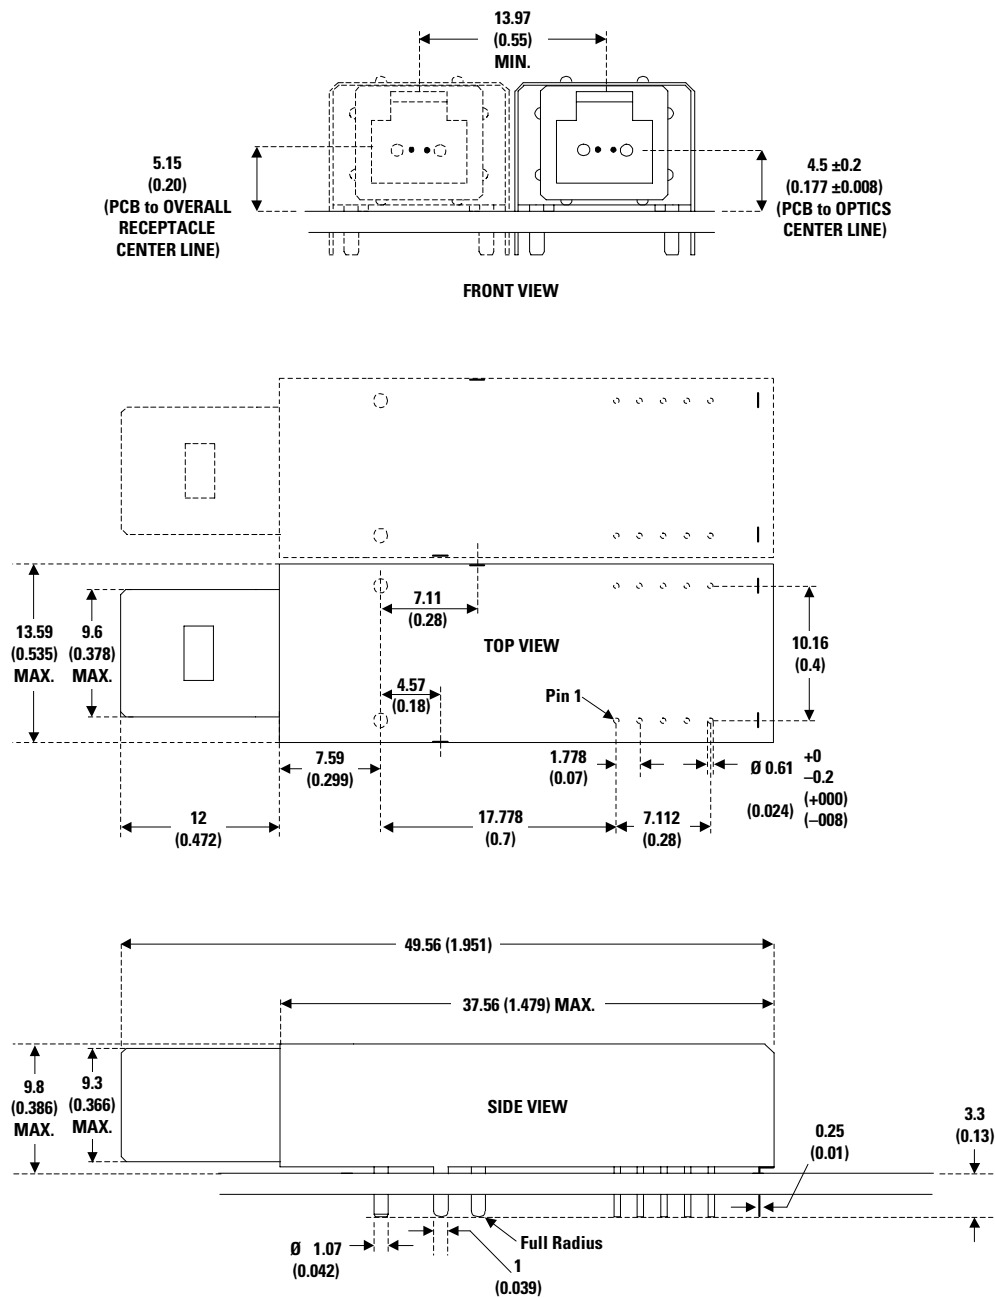 13.97
(0.55)
MIN.
5.15
(0.20)
(PCB to OVERALL
RECEPTACLE
CENTER LINE)
4.5 ±0.2
(0.177 ±0.008)
(PCB to OPTICS
CENTER LINE)
FRONT VIEW
13.59
(0.535)
MAX.
9.6
(0.378)
MAX.
7.11
(0.28)
TOP VIEW
10.16
(0.4)
4.57
(0.18)
Pin 1
7.59
(0.299)
1.778
(0.07)
Ø 0.61 +0
–0.2
(0.024) (+000)
(–008)
12
(0.472)
17.778
(0.7)
7.112
(0.28)
49.56 (1.951)
37.56 (1.479) MAX.
9.8
(0.386)
MAX.
9.3
(0.366)
MAX.
SIDE VIEW
0.25
(0.01)
3.3
(0.13)
Ø 1.07
(0.042)
Full Radius
1
(0.039)